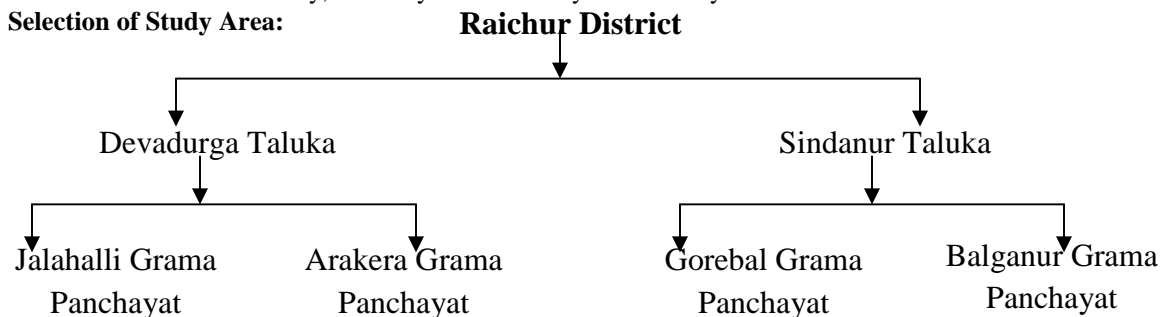 Selection of Study Area:
Raichur District
Devadurga Taluka
Sindanur Taluka
Jalahalli Grama
Panchayat
Arakera Grama
Panchayat
Gorebal Grama
Panchayat
Balganur Grama
Panchayat